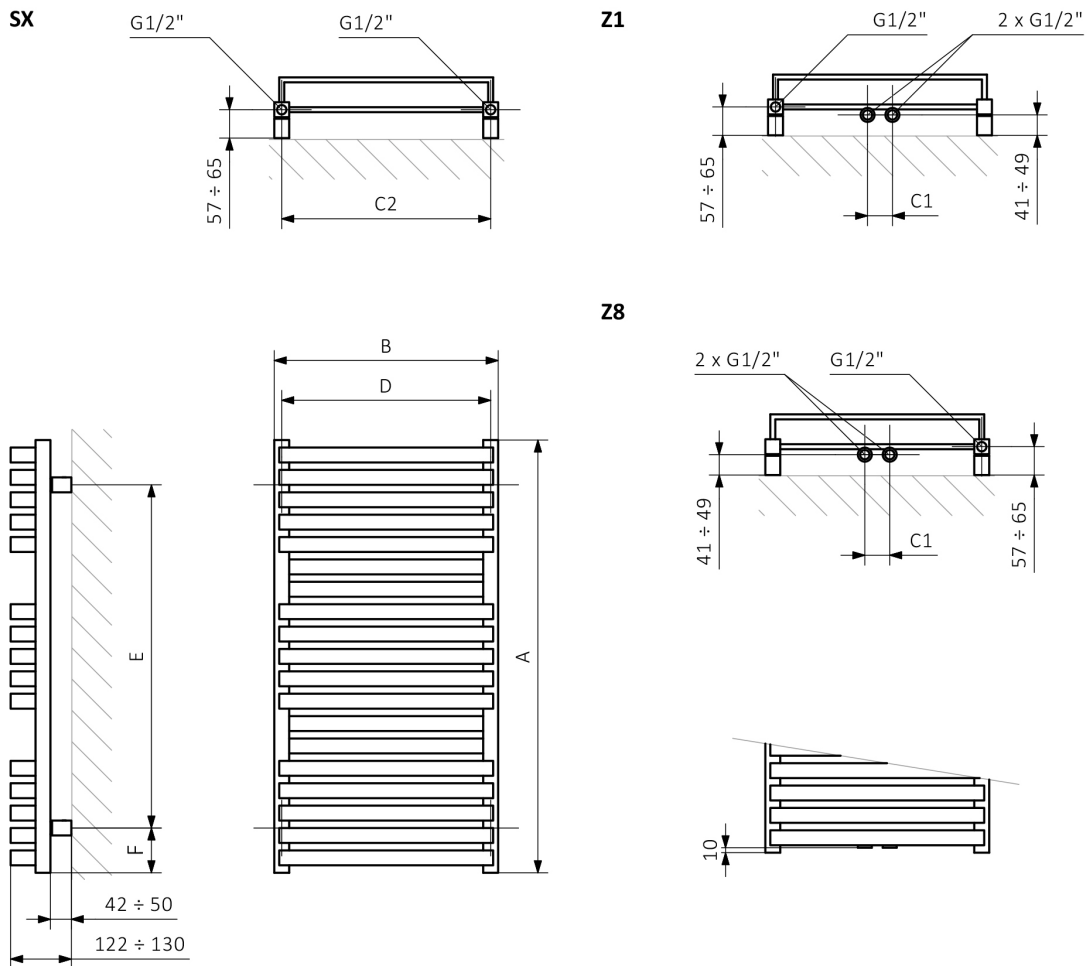 SX
G1/2"
G1/2"
57 ÷ 65
C2
Z1
G1/2"
2 x G1/2"
57 ÷ 65
C1
41 ÷ 49
Z8
2 x G1/2"
G1/2"
41 ÷ 49
C1
57 ÷ 65
B
D
E
A
F
42 ÷ 50
122 ÷ 130
10